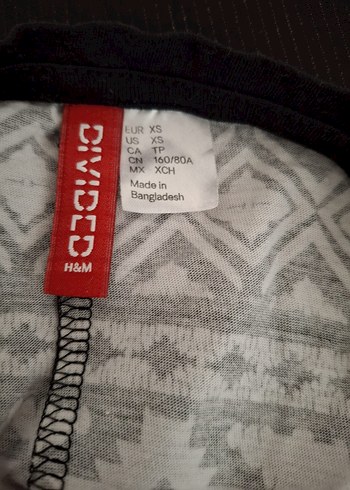 DIVIDED
H&M
EUR XS
US XS
CA TP
CN 160/80A
MX XCH
Made in
Bangladesh